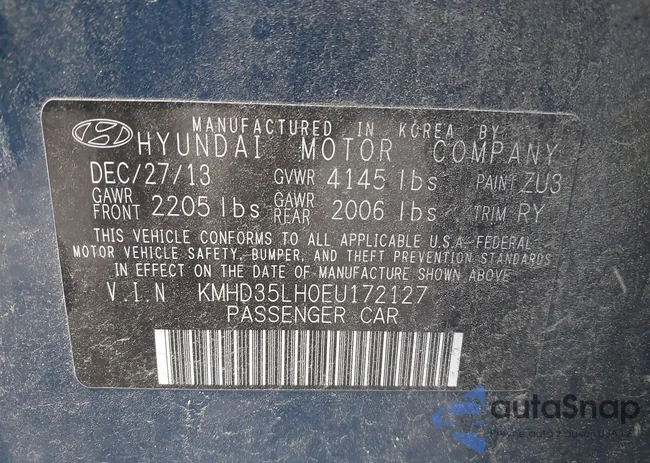 MANUFACTURED IN KOREA BY
HYUNDAI MOTOR COMPANY
DEC/27/13 GVWR 4145 lbs PAINT ZU3
GAWR FRONT 2205 lbs GAWR REAR 2006 lbs TRIM RY
THIS VEHICLE CONFORMS TO ALL APPLICABLE U.S.A-FEDERAL
MOTOR VEHICLE SAFETY, BUMPER, AND THEFT PREVENTION STANDARDS
IN EFFECT ON THE DATE OF MANUFACTURE SHOWN ABOVE
V.I.N KMHD35LH0EU172127
PASSENGER CAR
autaSnap